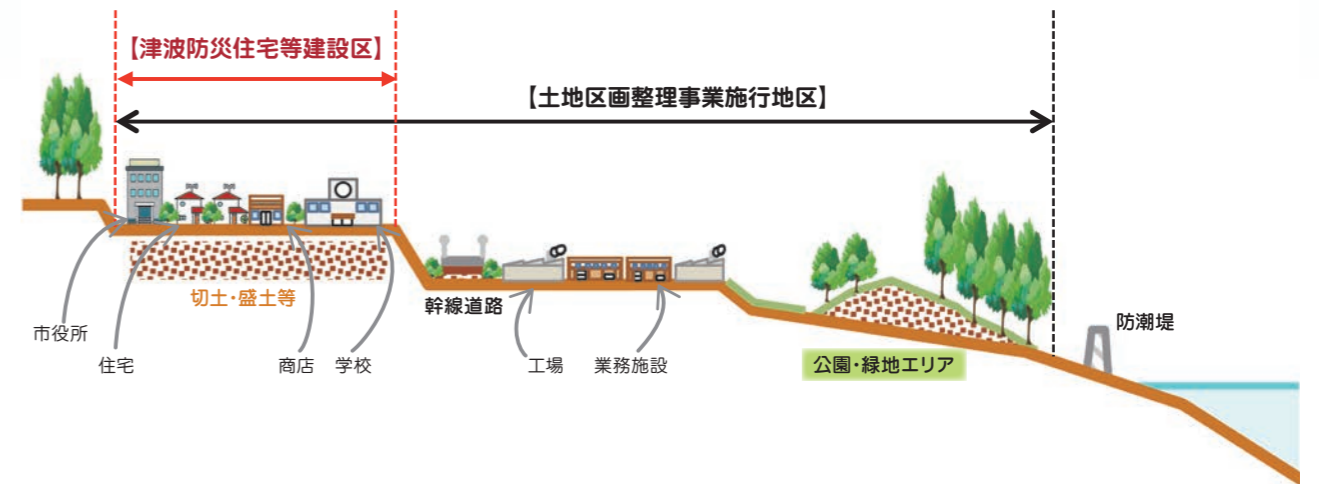 【津波防災住宅等建設区】
【土地区画整理事業施行地区】
切土・盛土等
幹線道路
市役所
住宅
商店
学校
工場
業務施設
公園・緑地エリア
防潮堤